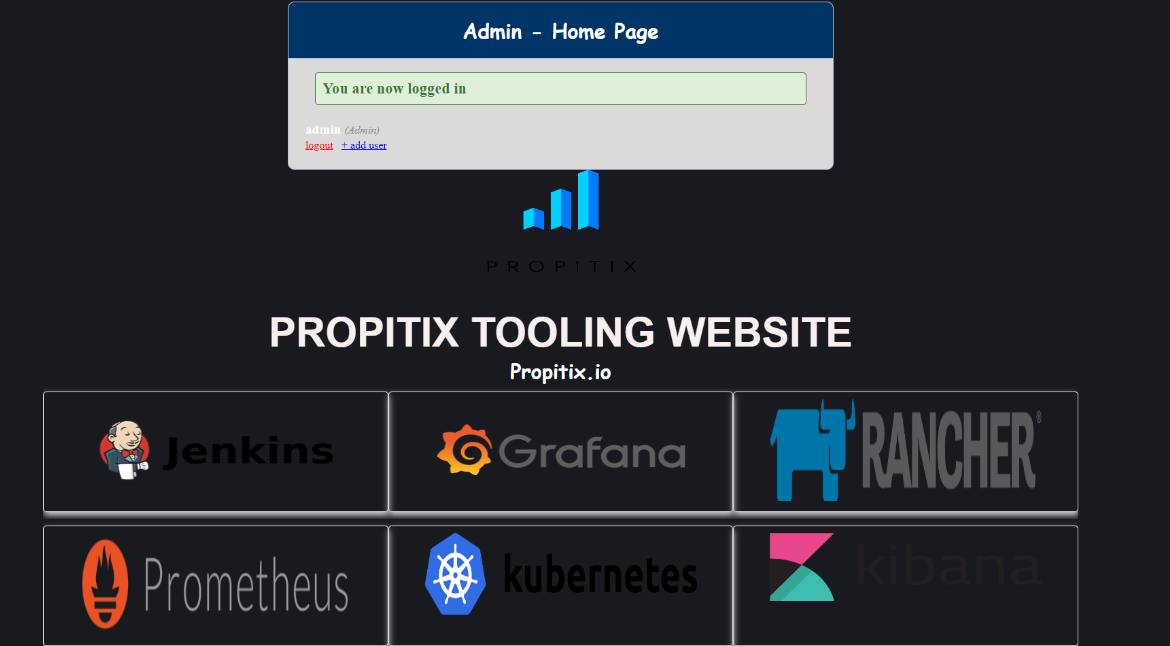 Admin - Home Page
You are now logged in
admin (Admin)
logout + add user
PROPITIX
PROPITIX TOOLING WEBSITE
Propitix.io
Jenkins Grafana RANCHER®
Prometheus kubernetes kibana